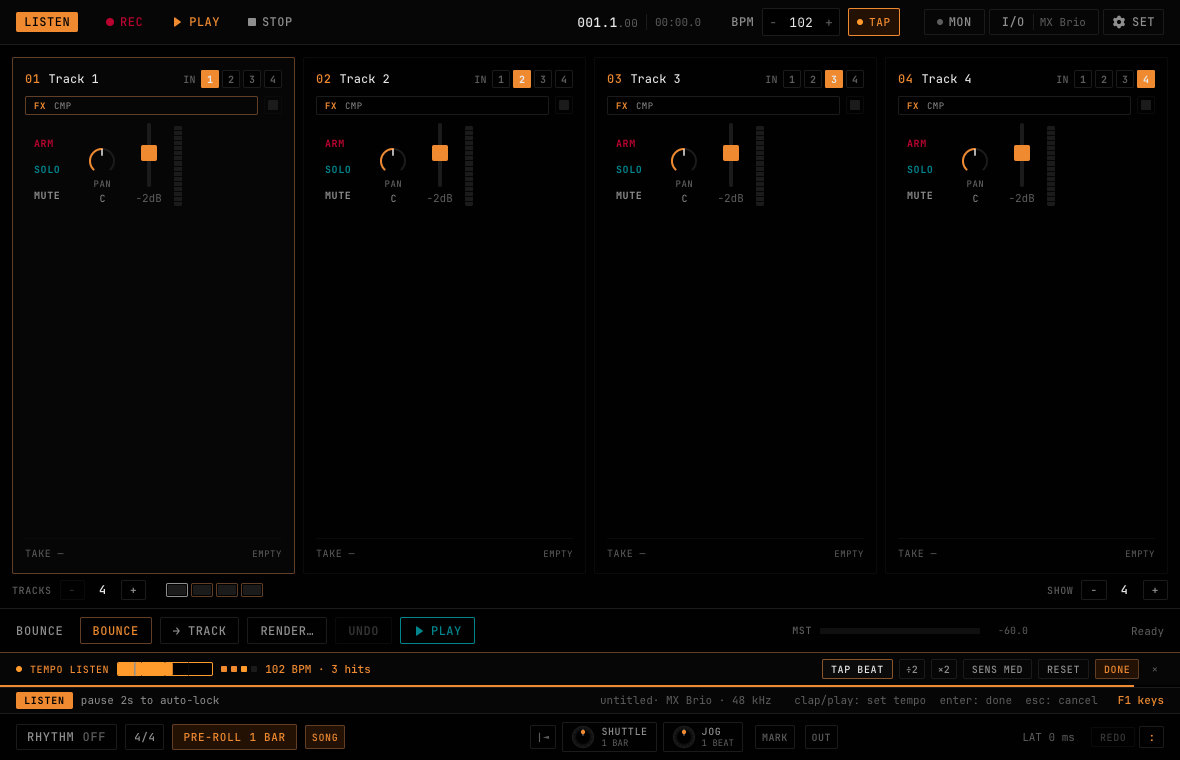 LISTEN REC PLAY STOP 001.1.00 00:00.0 BPM - 102 + TAP MON I/O MX Brio SET
01 Track 1 IN 1 2 3 4 02 Track 2 IN 1 2 3 4 03 Track 3 IN 1 2 3 4 04 Track 4 IN 1 2 3 4
FX CMP FX CMP FX CMP FX CMP
ARM ARM ARM ARM
SOLO SOLO SOLO SOLO
PAN PAN PAN PAN
MUTE C -2dB MUTE C -2dB MUTE C -2dB MUTE C -2dB
TAKE — EMPTY TAKE — EMPTY TAKE — EMPTY TAKE — EMPTY
TRACKS - 4 + SHOW - 4 +
BOUNCE BOUNCE → TRACK RENDER… UNDO PLAY MST -60.0 Ready
TEMPO LISTEN 102 BPM · 3 hits TAP BEAT ÷2 ×2 SENS MED RESET DONE ×
LISTEN pause 2s to auto-lock untitled· MX Brio · 48 kHz clap/play: set tempo enter: done esc: cancel F1 keys
RHYTHM OFF 4/4 PRE-ROLL 1 BAR SONG |→ SHUTTLE 1 BAR JOG 1 BEAT MARK OUT LAT 0 ms REDO :